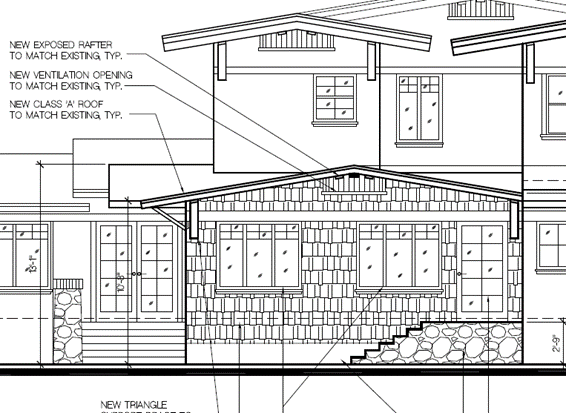 NEW EXPOSED RAFTER
TO MATCH EXISTING, TYP.
NEW VENTILATION OPENING
TO MATCH EXISTING, TYP.
NEW CLASS 'A' ROOF
TO MATCH EXISTING, TYP.
13'-1"
10'-8"
2'-9"
NEW TRIANGLE